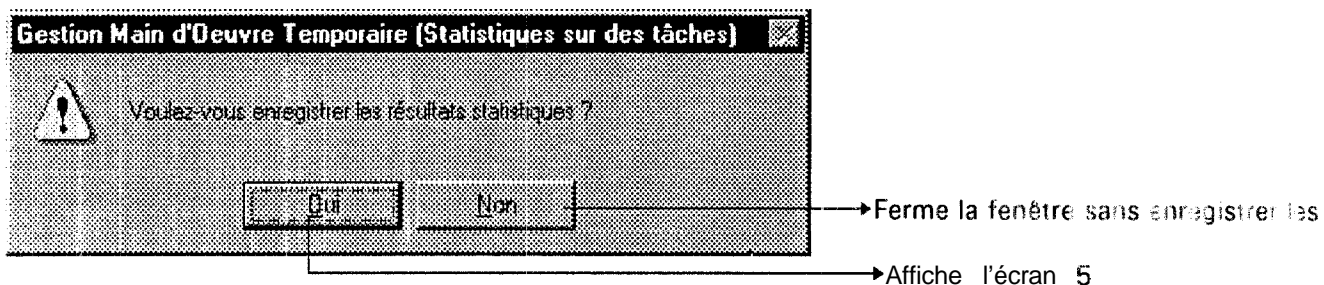 Gestion Main d'Oeuvre Temporaire (Statistiques sur des tâches)
Voulez-vous enregistrer les résultats statistiques ?
Oui Non
Ferme la fenêtre sans enregistrer les
Affiche l'écran 5